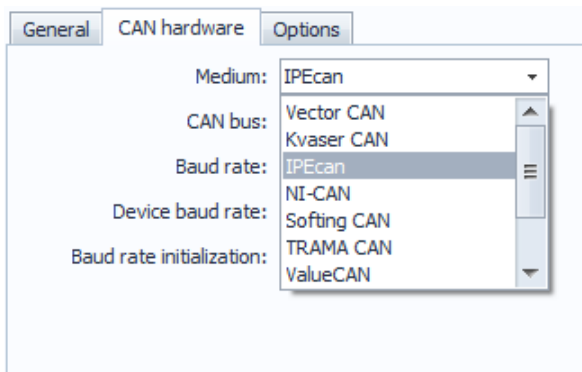 General CAN hardware Options
Medium: IPEcan
CAN bus:
Baud rate:
Device baud rate:
Baud rate initialization:
Vector CAN
Kvaser CAN
IPEcan
NI-CAN
Softing CAN
TRAMA CAN
ValueCAN